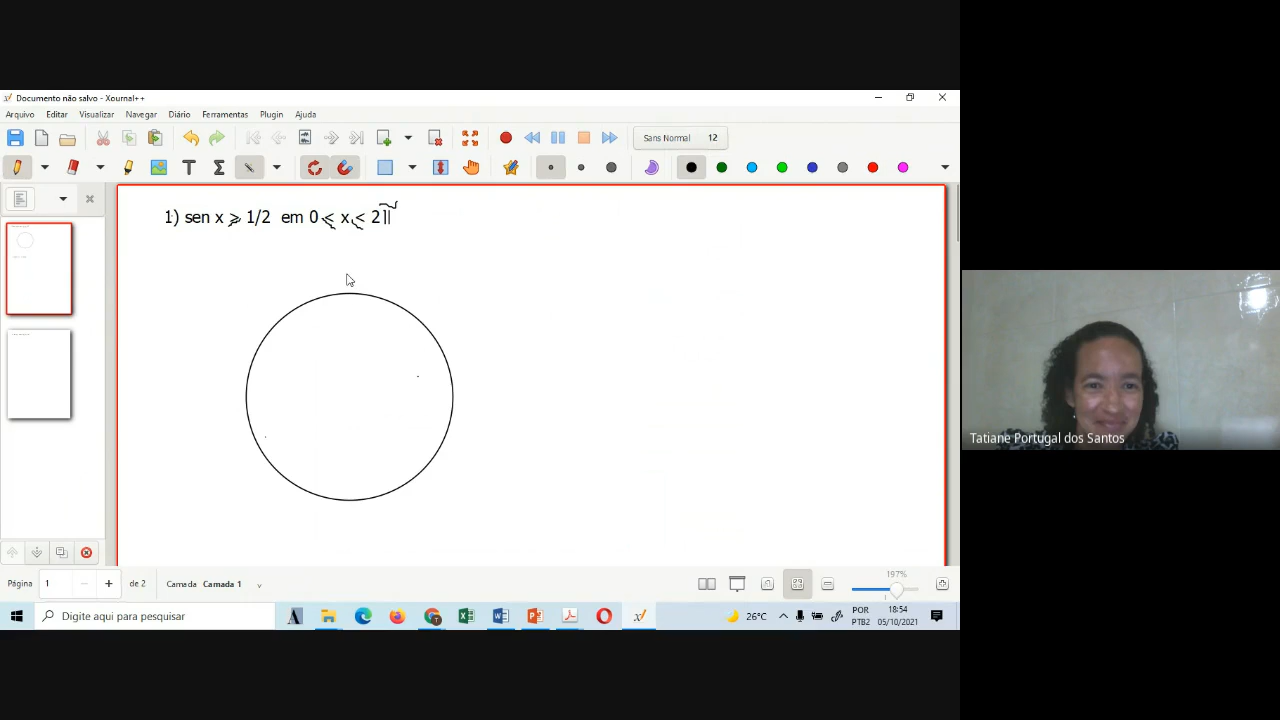 Documento não salvo - Xournal++
Arquivo Editar Visualizar Navegar Diário Ferramentas Plugin Ajuda
Sans Normal 12
1) sen x ⩾ 1/2 em 0 ⩽ x ⩽ 2π
Tatiane Portugal dos Santos
Página 1 de 2 Camada Camada 1 197%
Digite aqui para pesquisar
26°C POR 18:54
PTB2 05/10/2021